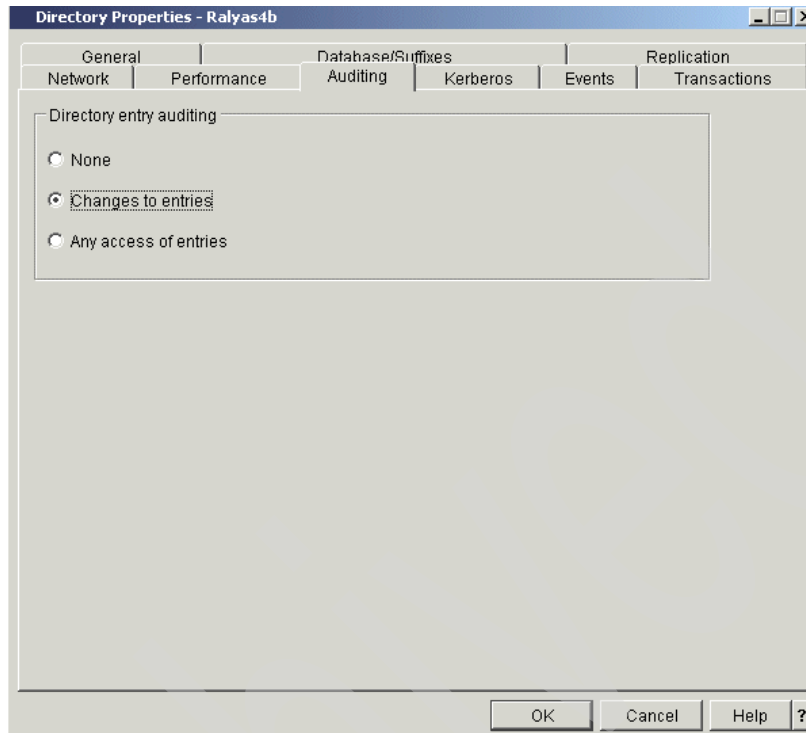 Directory Properties - Ralyas4b
General Database/Suffixes Replication
Network Performance Auditing Kerberos Events Transactions
Directory entry auditing
None
Changes to entries
Any access of entries
OK Cancel Help ?